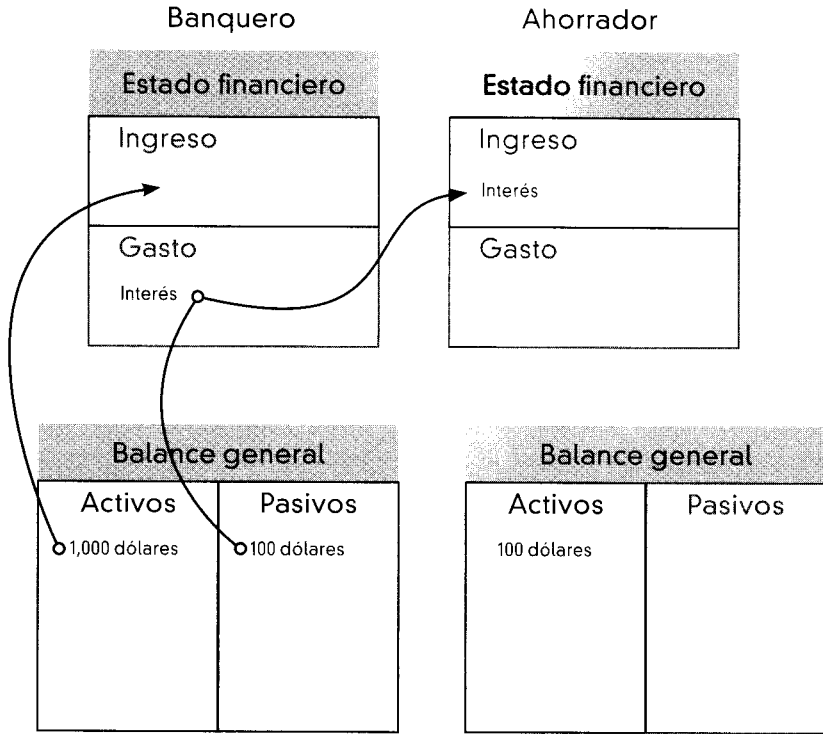 Banquero
Estado financiero
Ingreso
Gasto
Interés
Balance general
Activos
Pasivos
1,000 dólares
100 dólares
Ahorrador
Estado financiero
Ingreso
Interés
Gasto
Balance general
Activos
Pasivos
100 dólares